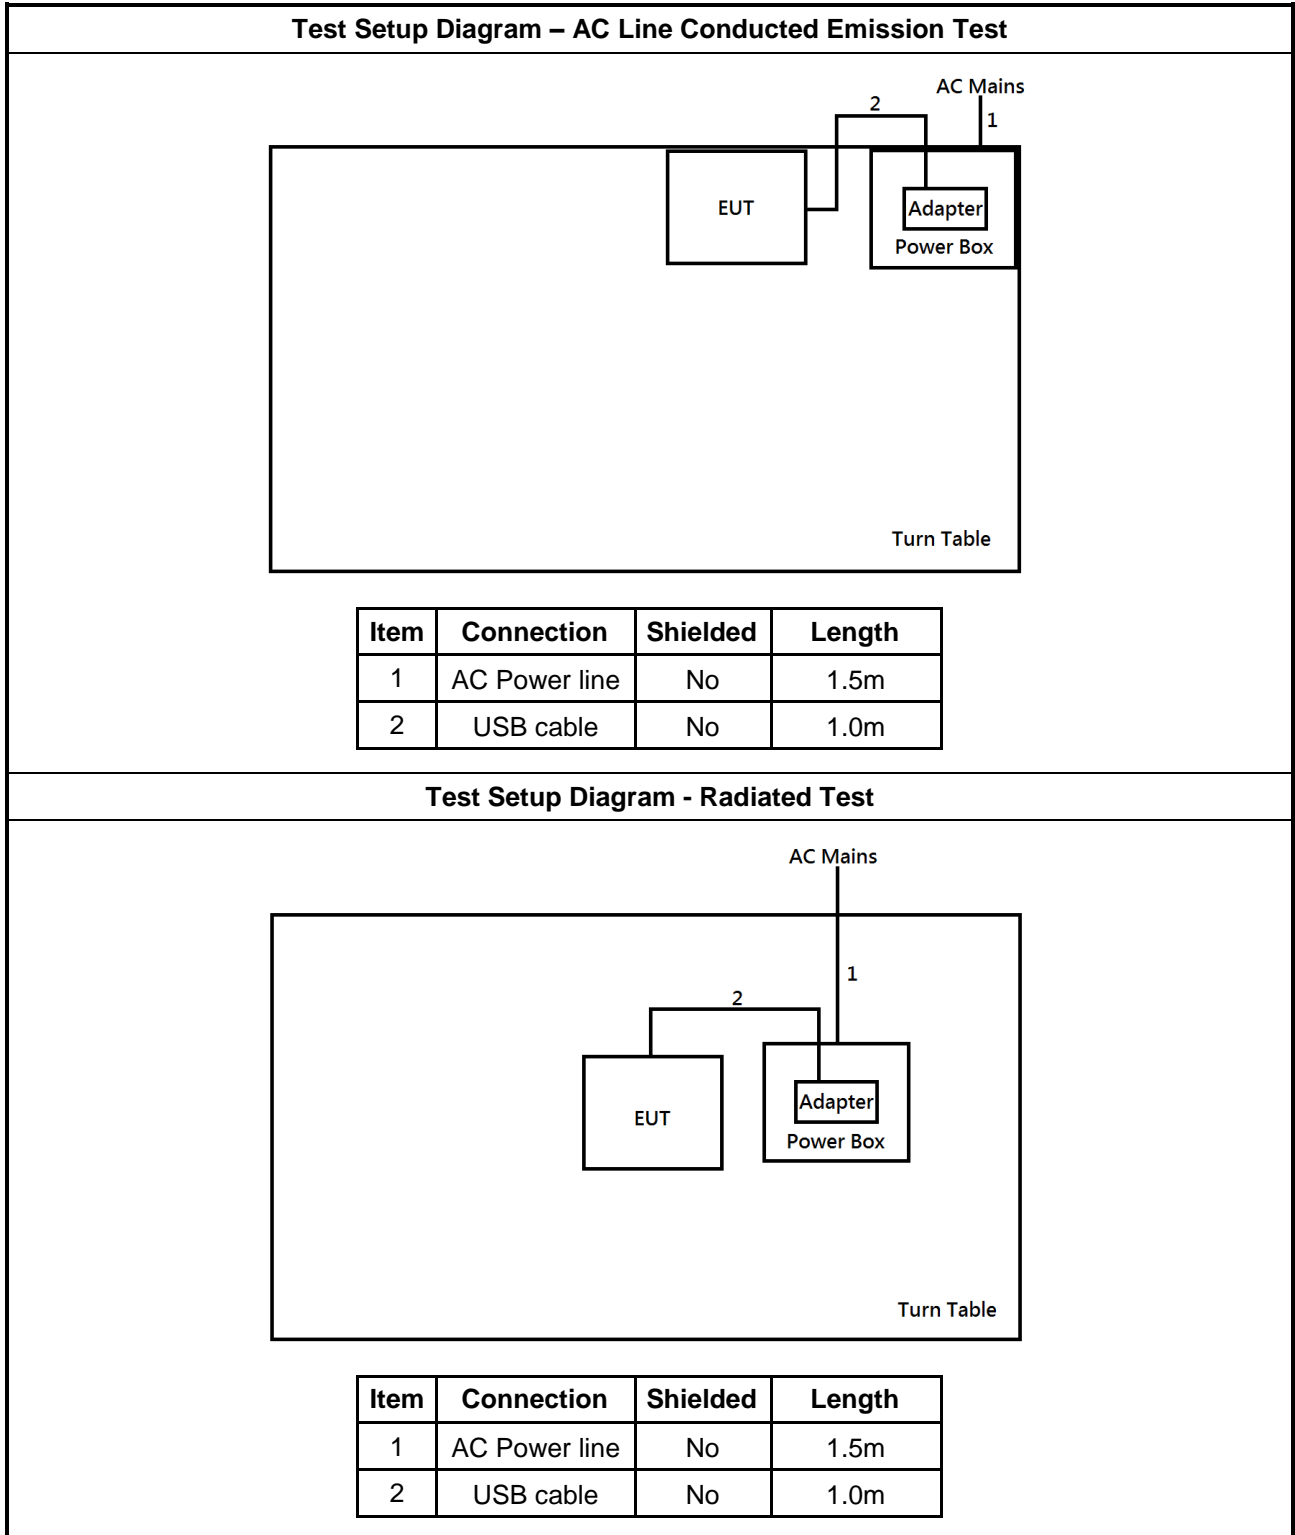 Test Setup Diagram – AC Line Conducted Emission Test
AC Mains
2
1
EUT
Adapter
Power Box
Turn Table
Item Connection Shielded Length
1 AC Power line No 1.5m
2 USB cable No 1.0m
Test Setup Diagram - Radiated Test
AC Mains
1
2
Adapter
EUT
Power Box
Turn Table
Item Connection Shielded Length
1 AC Power line No 1.5m
2 USB cable No 1.0m